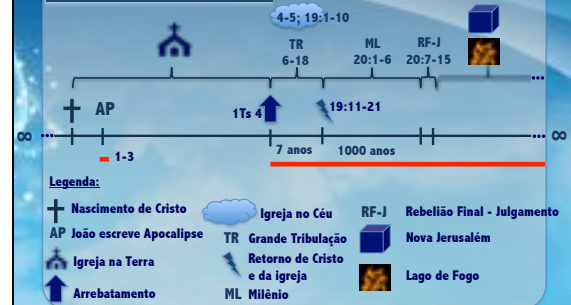 4-5; 19:1-10
TR
6-18
ML
20:1-6
RF-J
20:7-15
AP
1Ts 4
19:11-21
∞
∞
1-3
7 anos
1000 anos
Legenda:
Nascimento de Cristo
AP João escreve Apocalipse
Igreja na Terra
Arrebatamento
Igreja no Céu
TR Grande Tribulação
Retorno de Cristo
e da igreja
ML Milênio
RF-J Rebelião Final - Julgamento
Nova Jerusalém
Lago de Fogo